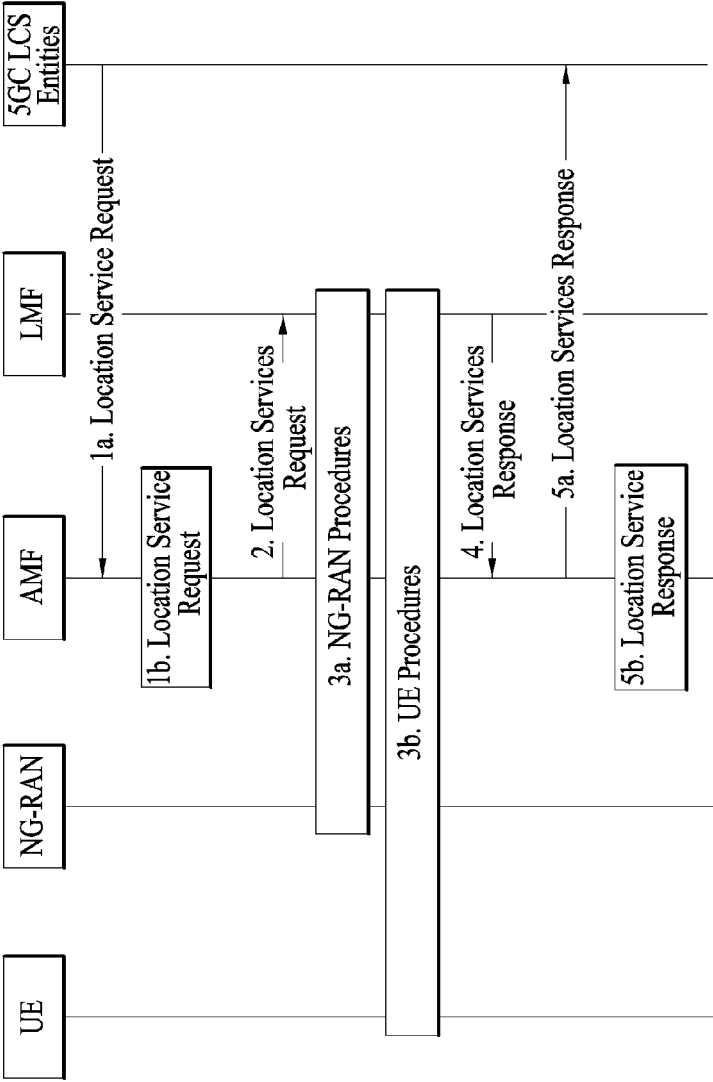 UE
NG-RAN
AMF
LMF
5GC LCS
Entities
1a. Location Service Request
1b. Location Service
Request
2. Location Services
Request
3a. NG-RAN Procedures
3b. UE Procedures
4. Location Services
Response
5a. Location Services Response
5b. Location Service
Response